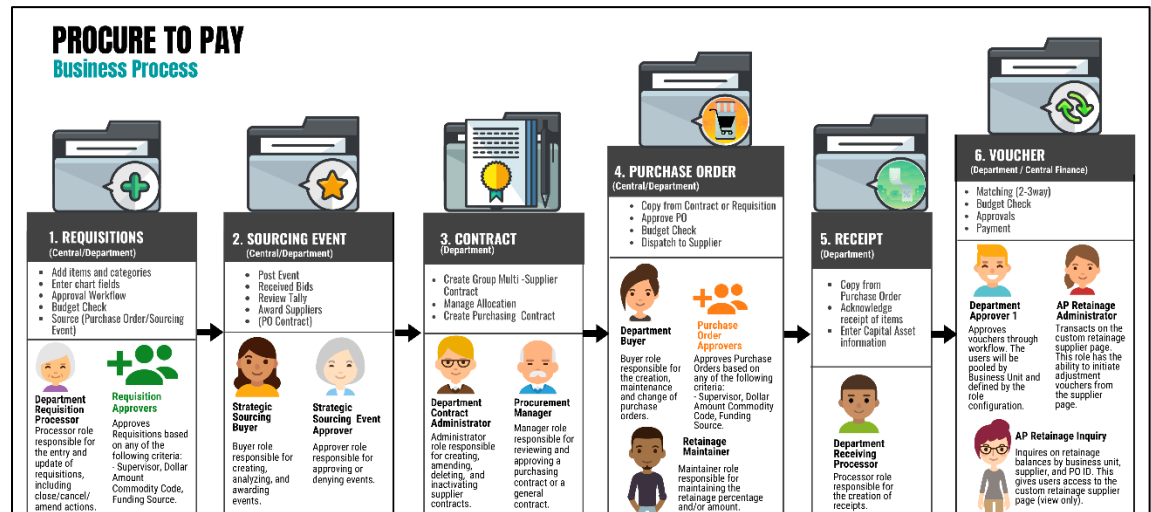 PROCURE TO PAY
Business Process
1. REQUISITIONS
(Central/Department)
▪ Add items and categories
▪ Enter chart fields
▪ Approval Workflow
▪ Budget Check
▪ Source (Purchase Order/Sourcing
Event)
Department
Requisition
Processor
Processor role
responsible for
the entry and
update of
requisitions,
including
close/cancel/
amend actions.
Requisition
Approvers
Approves
Requisitions based
on any of the
following criteria:
- Supervisor, Dollar
Amount
Commodity Code,
Funding Source.
2. SOURCING EVENT
(Central/Department)
• Post Event
• Received Bids
• Review Tally
• Award Suppliers
• (PO Contract)
Strategic
Sourcing
Buyer
Buyer role
responsible for
creating,
analyzing, and
awarding
events.
Strategic
Sourcing Event
Approver
Approver role
responsible for
approving or
denying events.
3. CONTRACT
(Department)
• Create Group Multi -Supplier
Contract
• Manage Allocation
• Create Purchasing Contract
Department
Contract
Administrator
Administrator
role responsible
for creating,
amending,
deleting, and
inactivating
supplier
contracts.
Procurement
Manager
Manager role
responsible for
reviewing and
approving a
purchasing
contract or a
general
contract.
4. PURCHASE ORDER
(Central/Department)
• Copy from Contract or Requisition
• Approve PO
• Budget Check
• Dispatch to Supplier
Department
Buyer
Buyer role
responsible for
the creation,
maintenance
and change of
purchase
orders.
Purchase
Order
Approvers
Approves Purchase
Orders based on
any of the following
criteria:
- Supervisor, Dollar
Amount Commodity
Code, Funding
Source.
Retainage
Maintainer
Maintainer role
responsible for
maintaining the
retainage percentage
and/or amount.
5. RECEIPT
(Department)
▪ Copy from
Purchase Order
▪ Acknowledge
receipt of items
▪ Enter Capital Asset
information
Department
Receiving
Processor
Processor role
responsible for
the creation of
receipts.
6. VOUCHER
(Department / Central Finance)
• Matching (2-3way)
• Budget Check
• Approvals
• Payment
Department
Approver 1
Approves
vouchers through
workflow. The
users will be
pooled by
Business Unit and
defined by the
role
configuration.
AP Retainage
Administrator
Transacts on the
custom retainage
supplier page.
This role has the
ability to initiate
adjustment
vouchers from
the supplier
page.
AP Retainage Inquiry
Inquires on retainage
balances by business unit,
supplier, and PO ID. This
gives users access to the
custom retainage supplier
page (view only).